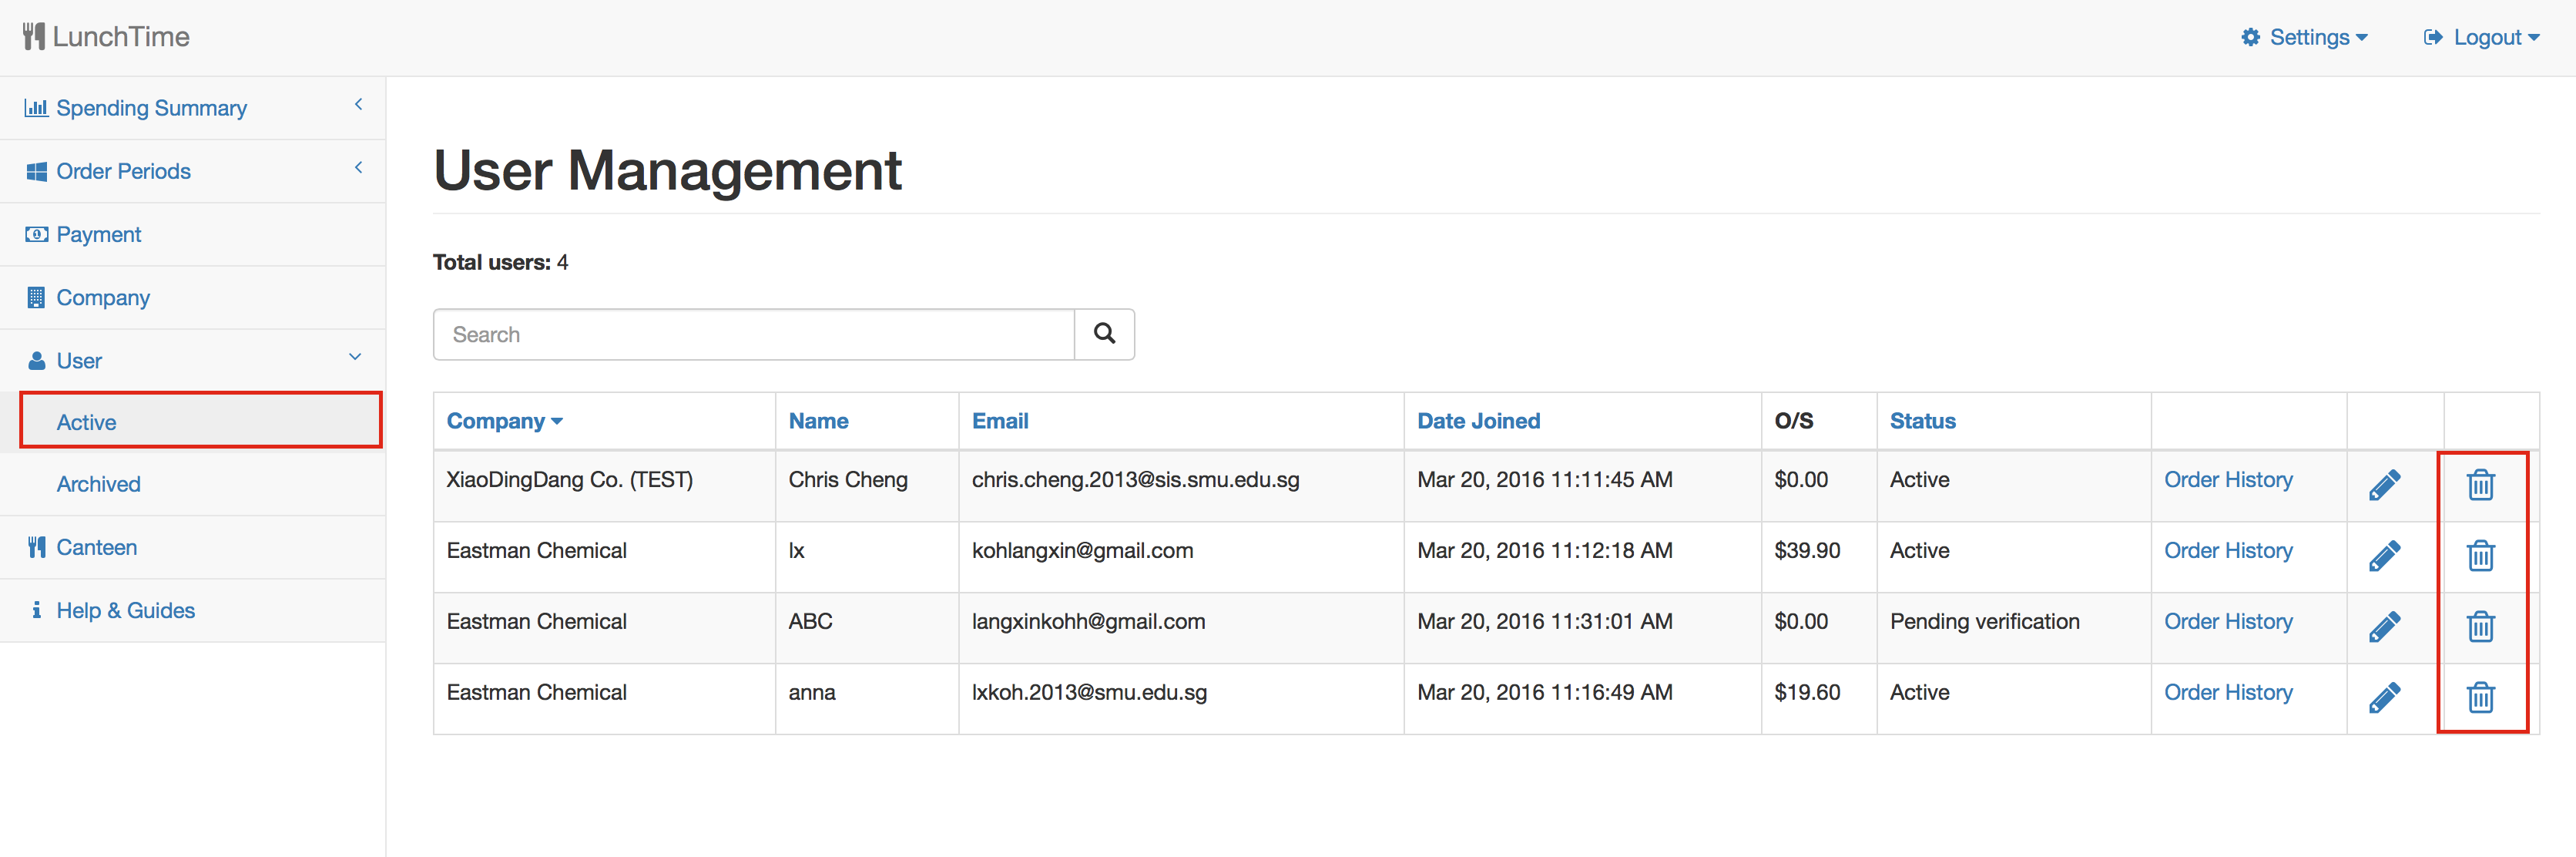 LunchTime
Settings
Logout
Spending Summary
Order Periods
Payment
Company
User
Active
Archived
Canteen
Help & Guides
User Management
Total users: 4
Search
Company Name Email Date Joined O/S Status
XiaoDingDang Co. (TEST) Chris Cheng chris.cheng.2013@sis.smu.edu.sg Mar 20, 2016 11:11:45 AM $0.00 Active Order History
Eastman Chemical lx kohlangxin@gmail.com Mar 20, 2016 11:12:18 AM $39.90 Active Order History
Eastman Chemical ABC langxinkohh@gmail.com Mar 20, 2016 11:31:01 AM $0.00 Pending verification Order History
Eastman Chemical anna lxkoh.2013@smu.edu.sg Mar 20, 2016 11:16:49 AM $19.60 Active Order History